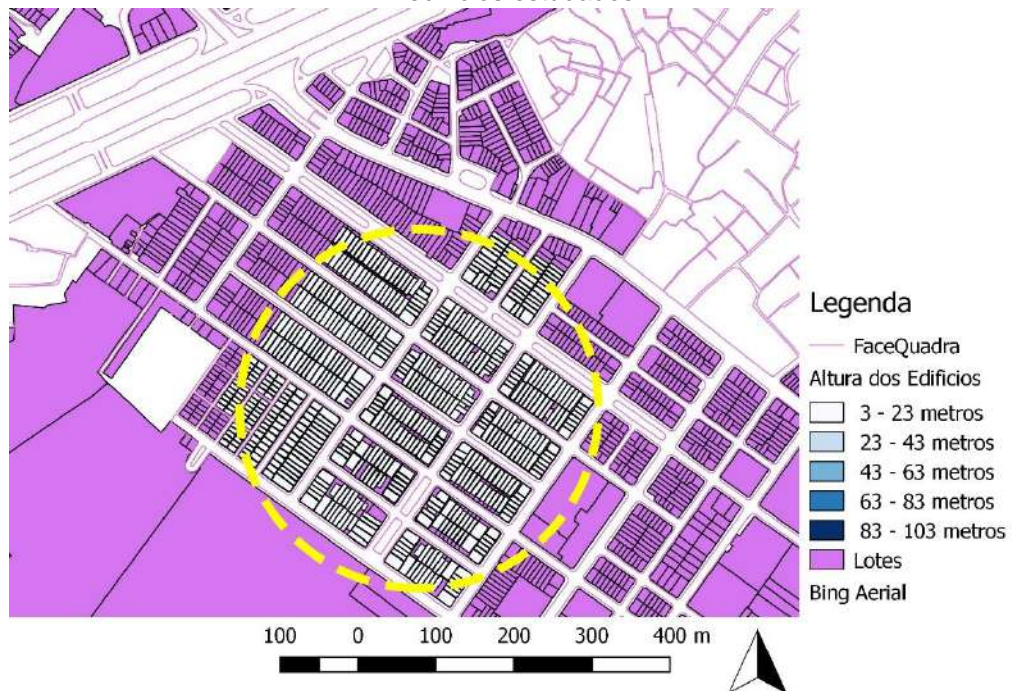 Legenda
FaceQuadra
Altura dos Edificios
3 - 23 metros
23 - 43 metros
43 - 63 metros
63 - 83 metros
83 - 103 metros
Lotes
Bing Aerial
100 0 100 200 300 400 m